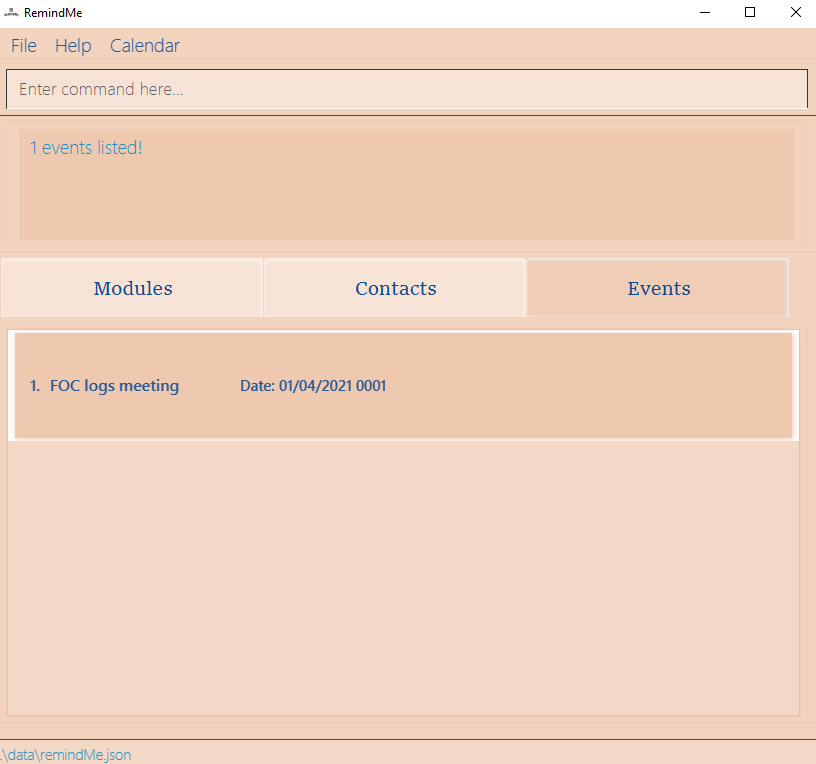 RemindMe
File Help Calendar
Enter command here...
1 events listed!
Modules Contacts Events
1. FOC logs meeting Date: 01/04/2021 0001
.\data\remindMe.json